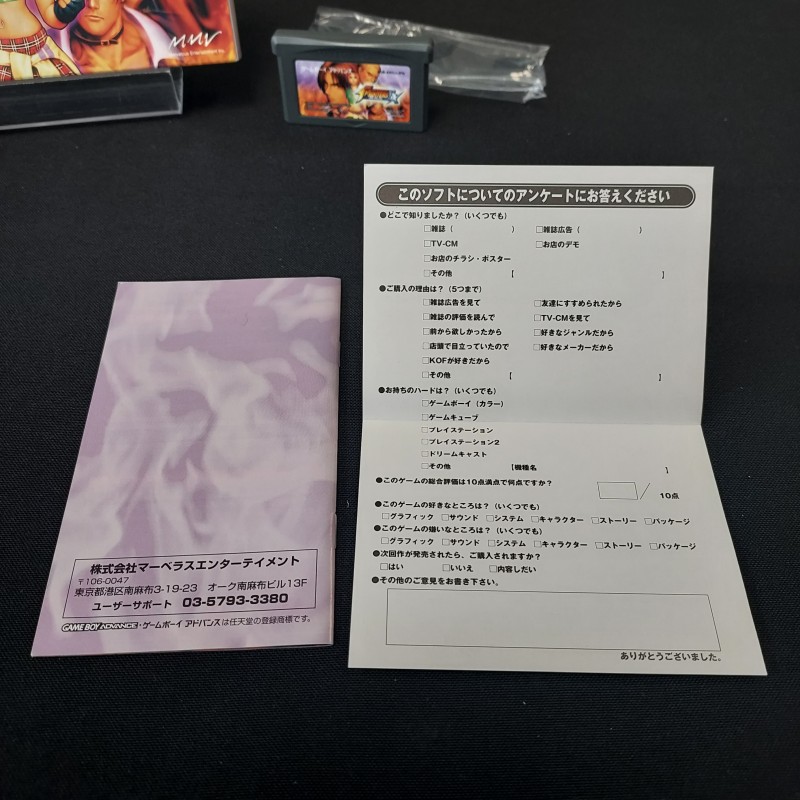 MMV
ゲームボーイ アドバンス
このソフトについてのアンケートにお答えください
●どこで知りましたか？（いくつでも）
□雑誌（　　　）　□雑誌広告（　　　）
□TV-CM　□お店のデモ
□お店のチラシ・ポスター
□その他　【　　　】
●ご購入の理由は？（5つまで）
□雑誌広告を見て　□友達にすすめられたから
□雑誌の評価を読んで　□TV-CMを見て
□前から欲しかったから　□好きなジャンルだから
□店頭で目立っていたので　□好きなメーカーだから
□KOFが好きだから
□その他　【　　　】
●お持ちのハードは？（いくつでも）
□ゲームボーイ（カラー）
□ゲームキューブ
□プレイステーション
□プレイステーション2
□ドリームキャスト
□その他　【機種名　　　】
●このゲームの総合評価は10点満点で何点ですか？
／10点
●このゲームの好きなところは？（いくつでも）
□グラフィック　□サウンド　□システム　□キャラクター　□ストーリー　□パッケージ
●このゲームの嫌いなところは？（いくつでも）
□グラフィック　□サウンド　□システム　□キャラクター　□ストーリー　□パッケージ
●次回作が発売されたら、ご購入されますか？
□はい　□いいえ　□内容しだい
●その他のご意見をお書き下さい。
ありがとうございました。
株式会社マーベラスエンターテイメント
〒106-0047
東京都港区南麻布3-19-23　オーク南麻布ビル13F
ユーザーサポート　03-5793-3380
GAME BOY ADVANCE・ゲームボーイ アドバンスは任天堂の登録商標です。